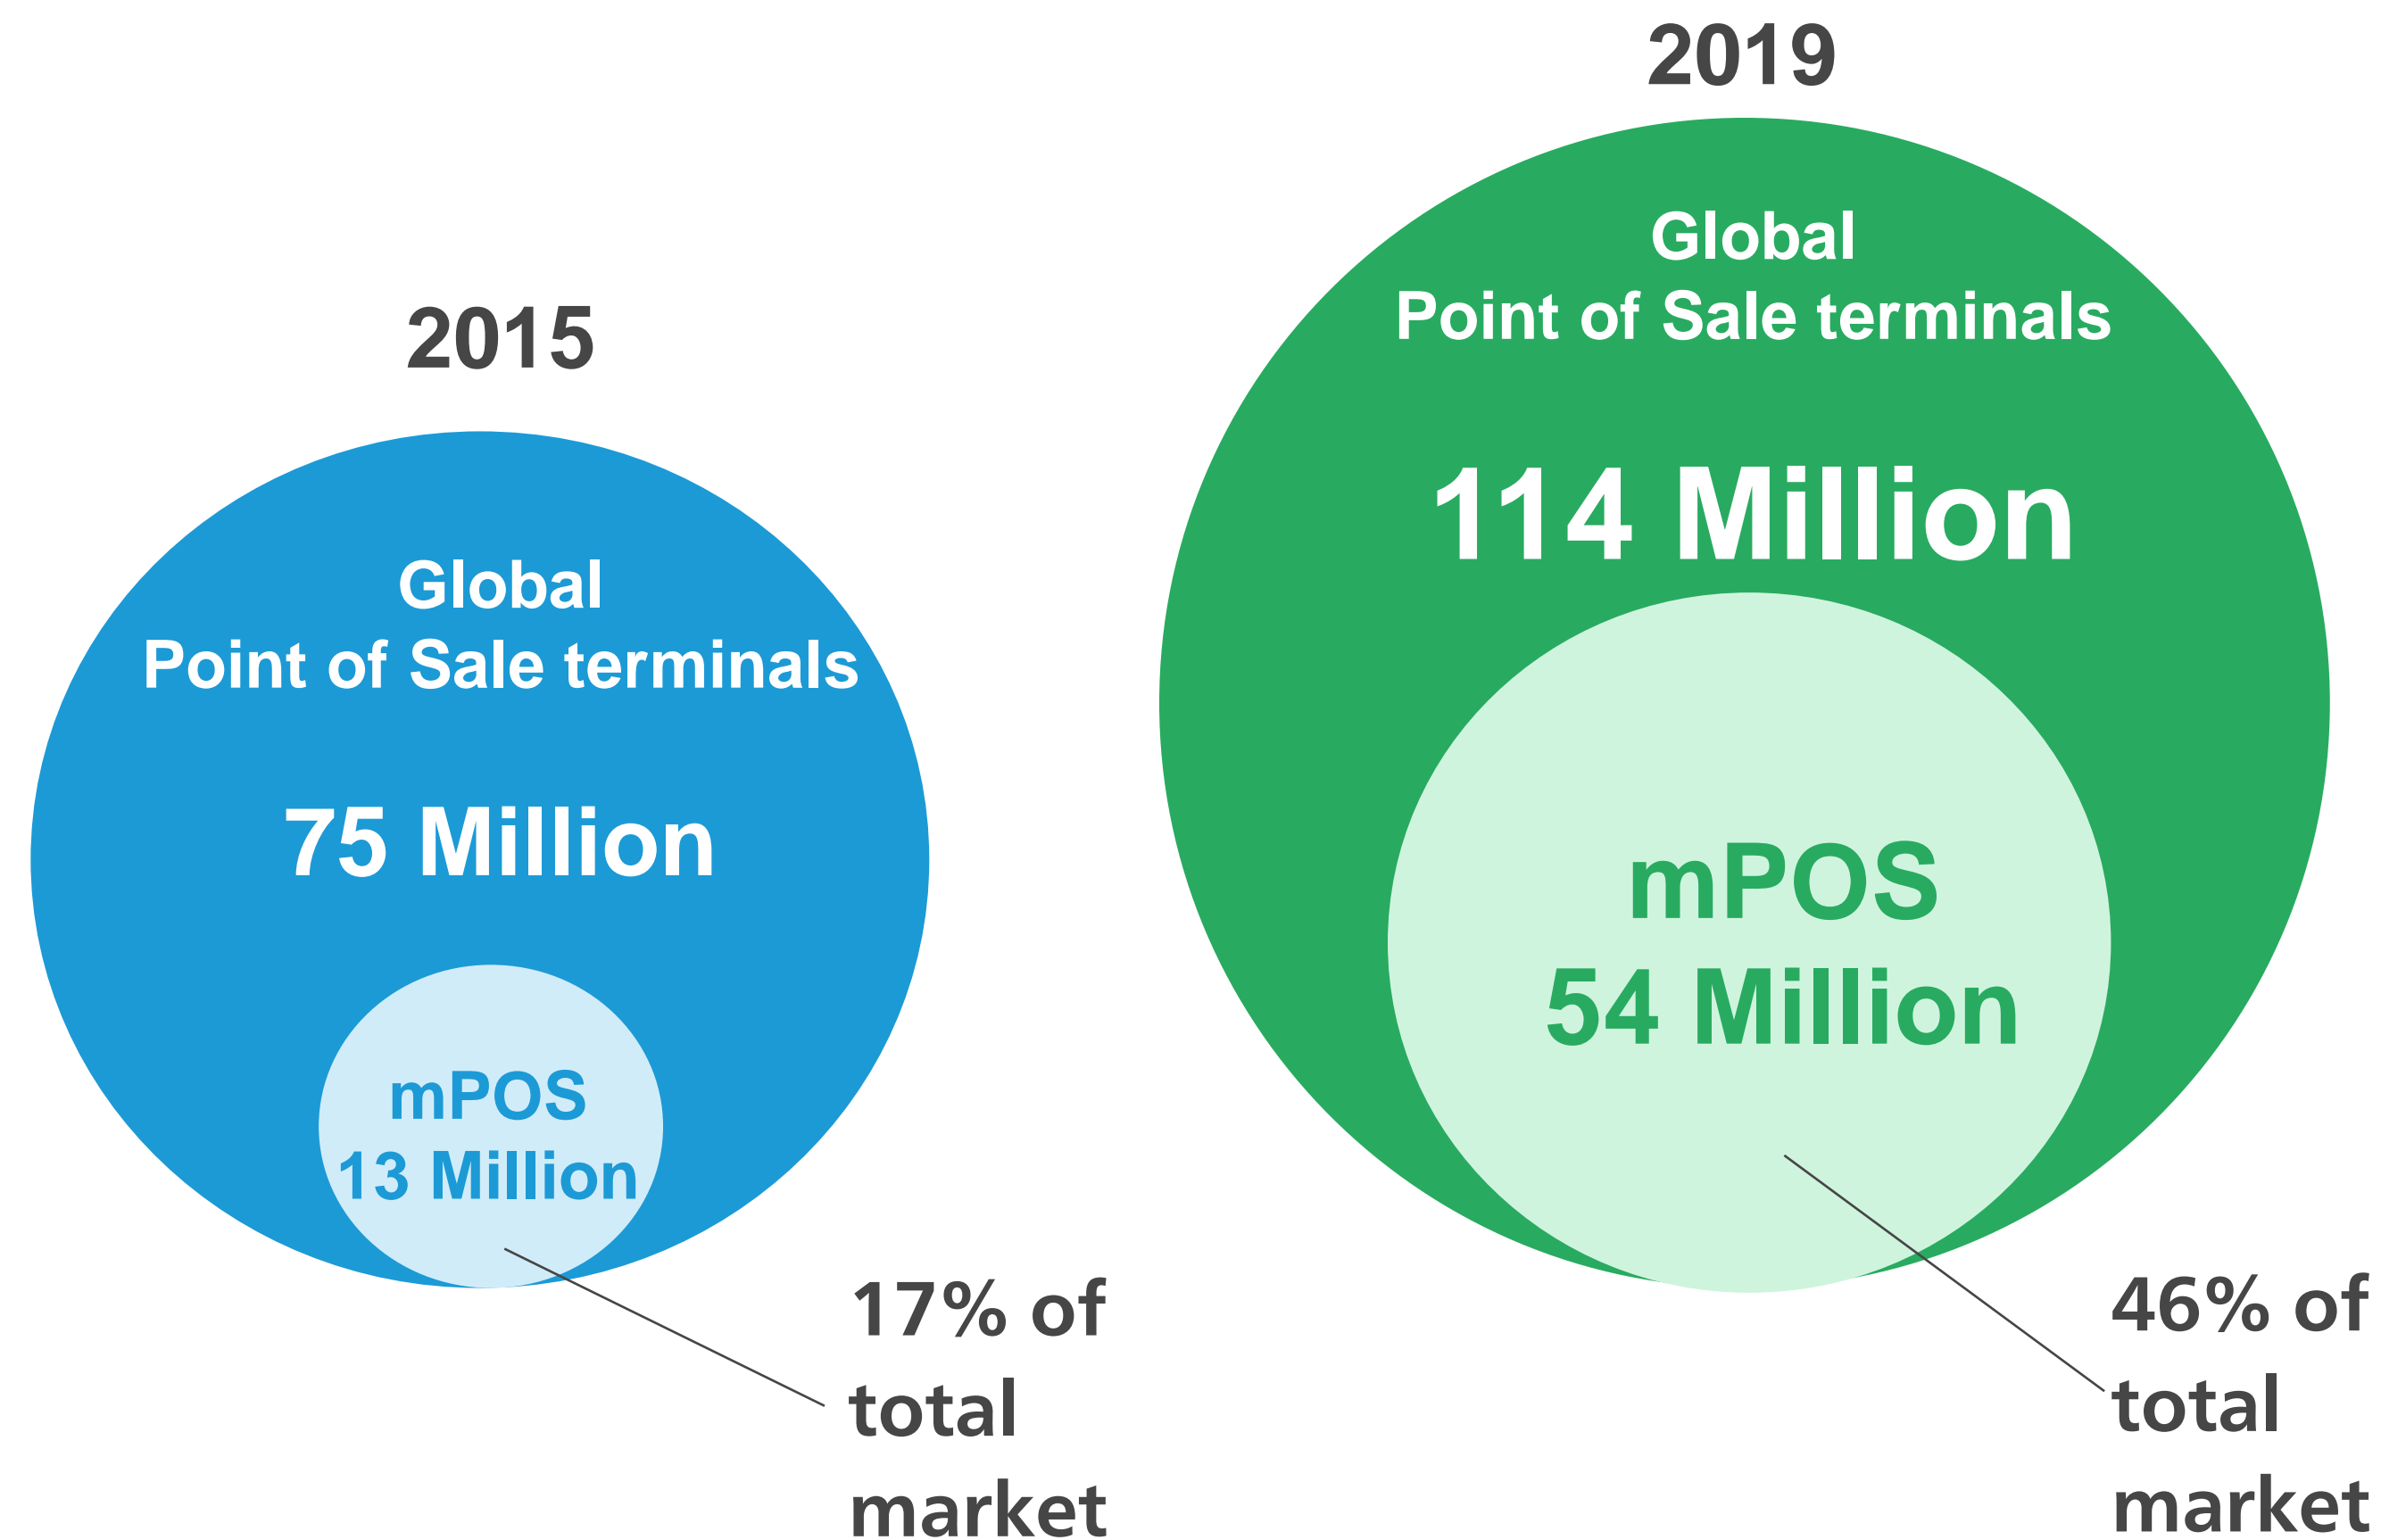 2015
Global
Point of Sale terminals
75 Million
mPOS
13 Million
17% of
total
market
2019
Global
Point of Sale terminals
114 Million
mPOS
54 Million
46% of
total
market